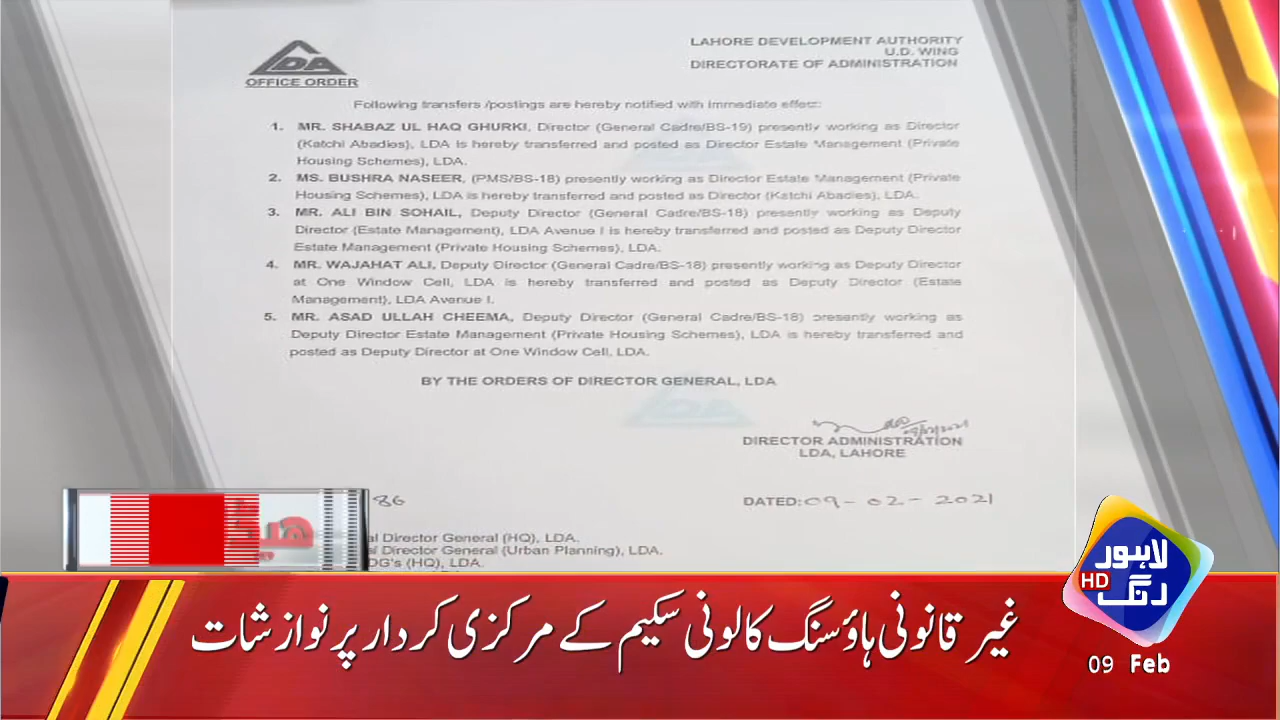 LDA
OFFICE ORDER
LAHORE DEVELOPMENT AUTHORITY
U.D. WING
DIRECTORATE OF ADMINISTRATION
Following transfers /postings are hereby notified with immediate effect:
1. MR. SHABAZ UL HAQ GHURKI, Director (General Cadre/BS-19) presently working as Director
(Katchi Abadies), LDA is hereby transferred and posted as Director Estate Management (Private
Housing Schemes), LDA.
2. MS. BUSHRA NASEER, (PMS/BS-18) presently working as Director Estate Management (Private
Housing Schemes), LDA is hereby transferred and posted as Director (Katchi Abadies), LDA.
3. MR. ALI BIN SOHAIL, Deputy Director (General Cadre/BS-18) presently working as Deputy
Director (Estate Management), LDA Avenue I is hereby transferred and posted as Deputy Director
Estate Management (Private Housing Schemes), LDA.
4. MR. WAJAHAT ALI, Deputy Director (General Cadre/BS-18) presently working as Deputy Director
at One Window Cell, LDA is hereby transferred and posted as Deputy Director (Estate
Management), LDA Avenue I.
5. MR. ASAD ULLAH CHEEMA, Deputy Director (General Cadre/BS-18) presently working as
Deputy Director Estate Management (Private Housing Schemes), LDA is hereby transferred and
posted as Deputy Director at One Window Cell, LDA.
BY THE ORDERS OF DIRECTOR GENERAL, LDA
LDA
09/02/2021
DIRECTOR ADMINISTRATION
LDA, LAHORE
86
DATED: 09-02-2021
al Director General (HQ), LDA.
al Director General (Urban Planning), LDA.
DG's (HQ), LDA.
غیر قانونی ہاؤسنگ کالونی سکیم کے مرکزی کردار پر نوازشات
لاہور
رنگ
HD
09 Feb